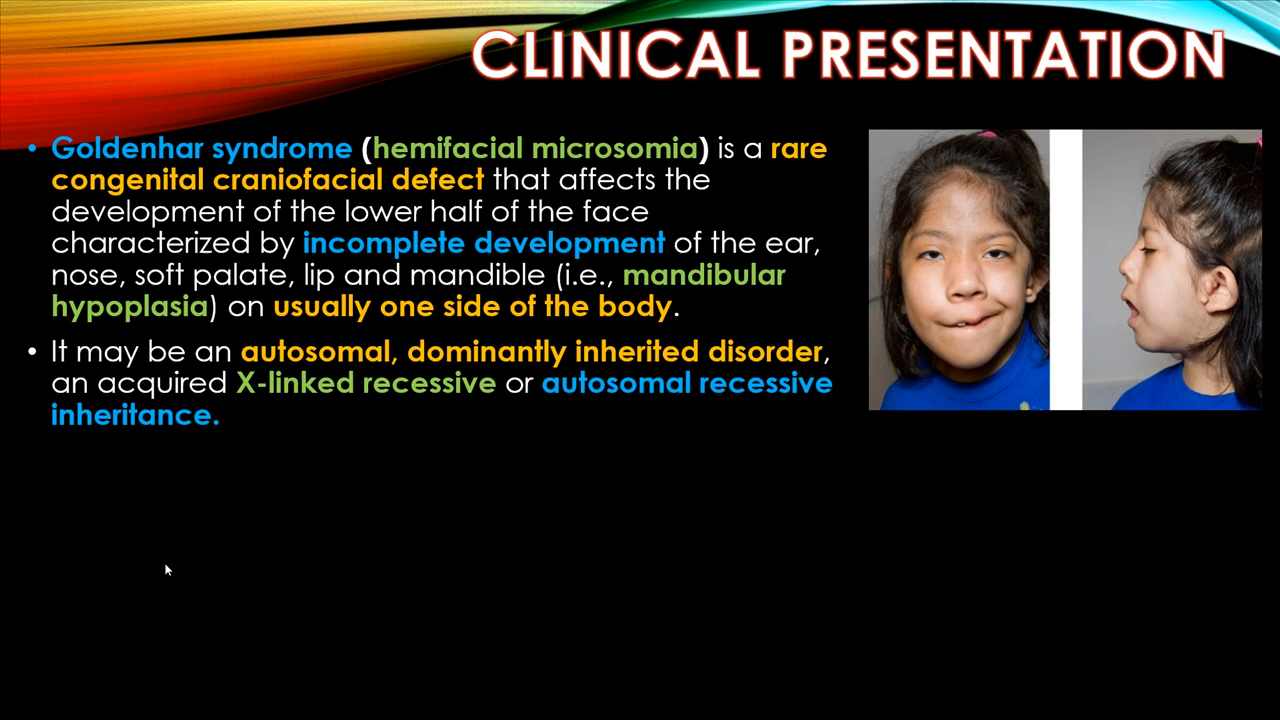 CLINICAL PRESENTATION
• Goldenhar syndrome (hemifacial microsomia) is a rare
congenital craniofacial defect that affects the
development of the lower half of the face
characterized by incomplete development of the ear,
nose, soft palate, lip and mandible (i.e., mandibular
hypoplasia) on usually one side of the body.
• It may be an autosomal, dominantly inherited disorder,
an acquired X-linked recessive or autosomal recessive
inheritance.